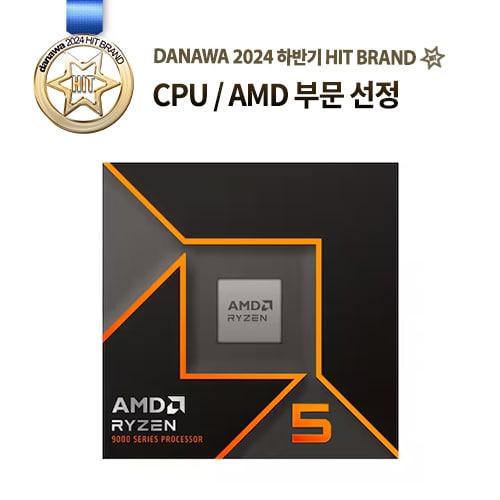 danawa 2024 HIT BRAND
HIT
DANAWA 2024 하반기 HIT BRAND
CPU / AMD 부문 선정
AMD
RYZEN
AMD
RYZEN
9000 SERIES PROCESSOR
5